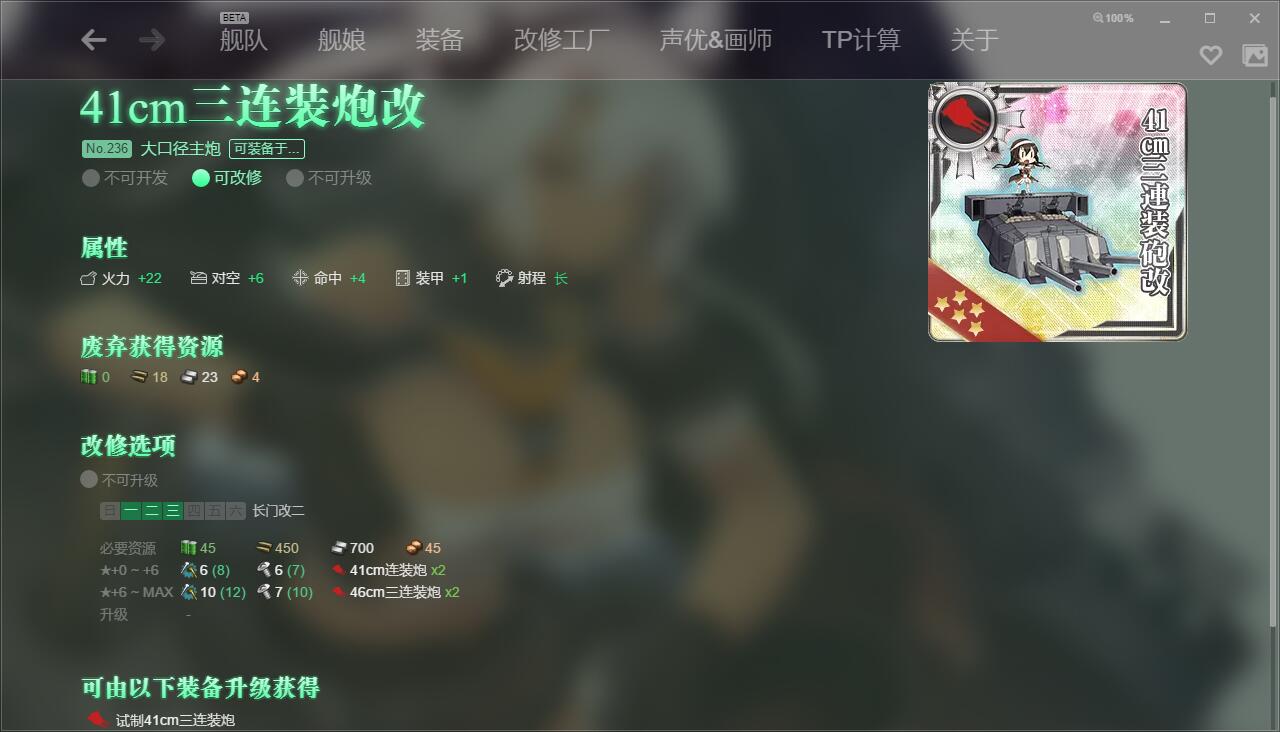 BETA
舰队 舰娘 装备 改修工厂 声优&画师 TP计算 关于
100%
41cm三连装炮改
No.236 大口径主炮 可装备于...
不可开发 可改修 不可升级
41cm三連装砲改
属性
火力 +22 对空 +6 命中 +4 装甲 +1 射程 长
废弃获得资源
0 18 23 4
改修选项
不可升级
日 一 二 三 四 五 六 长门改二
必要资源 45 450 700 45
★+0 ~ +6 6 (8) 6 (7) 41cm连装炮 x2
★+6 ~ MAX 10 (12) 7 (10) 46cm三连装炮 x2
升级 -
可由以下装备升级获得
试制41cm三连装炮